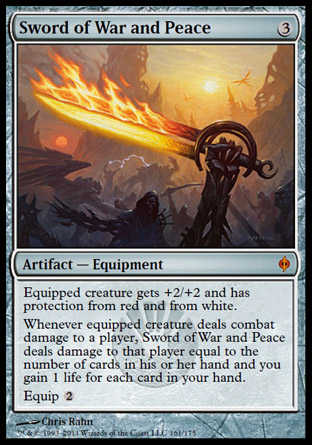 Sword of War and Peace 3
Artifact — Equipment
Equipped creature gets +2/+2 and has
protection from red and from white.
Whenever equipped creature deals combat
damage to a player, Sword of War and Peace
deals damage to that player equal to the
number of cards in his or her hand and you
gain 1 life for each card in your hand.
Equip 2
Chris Rahn
™ & © 1993–2011 Wizards of the Coast LLC 161/175